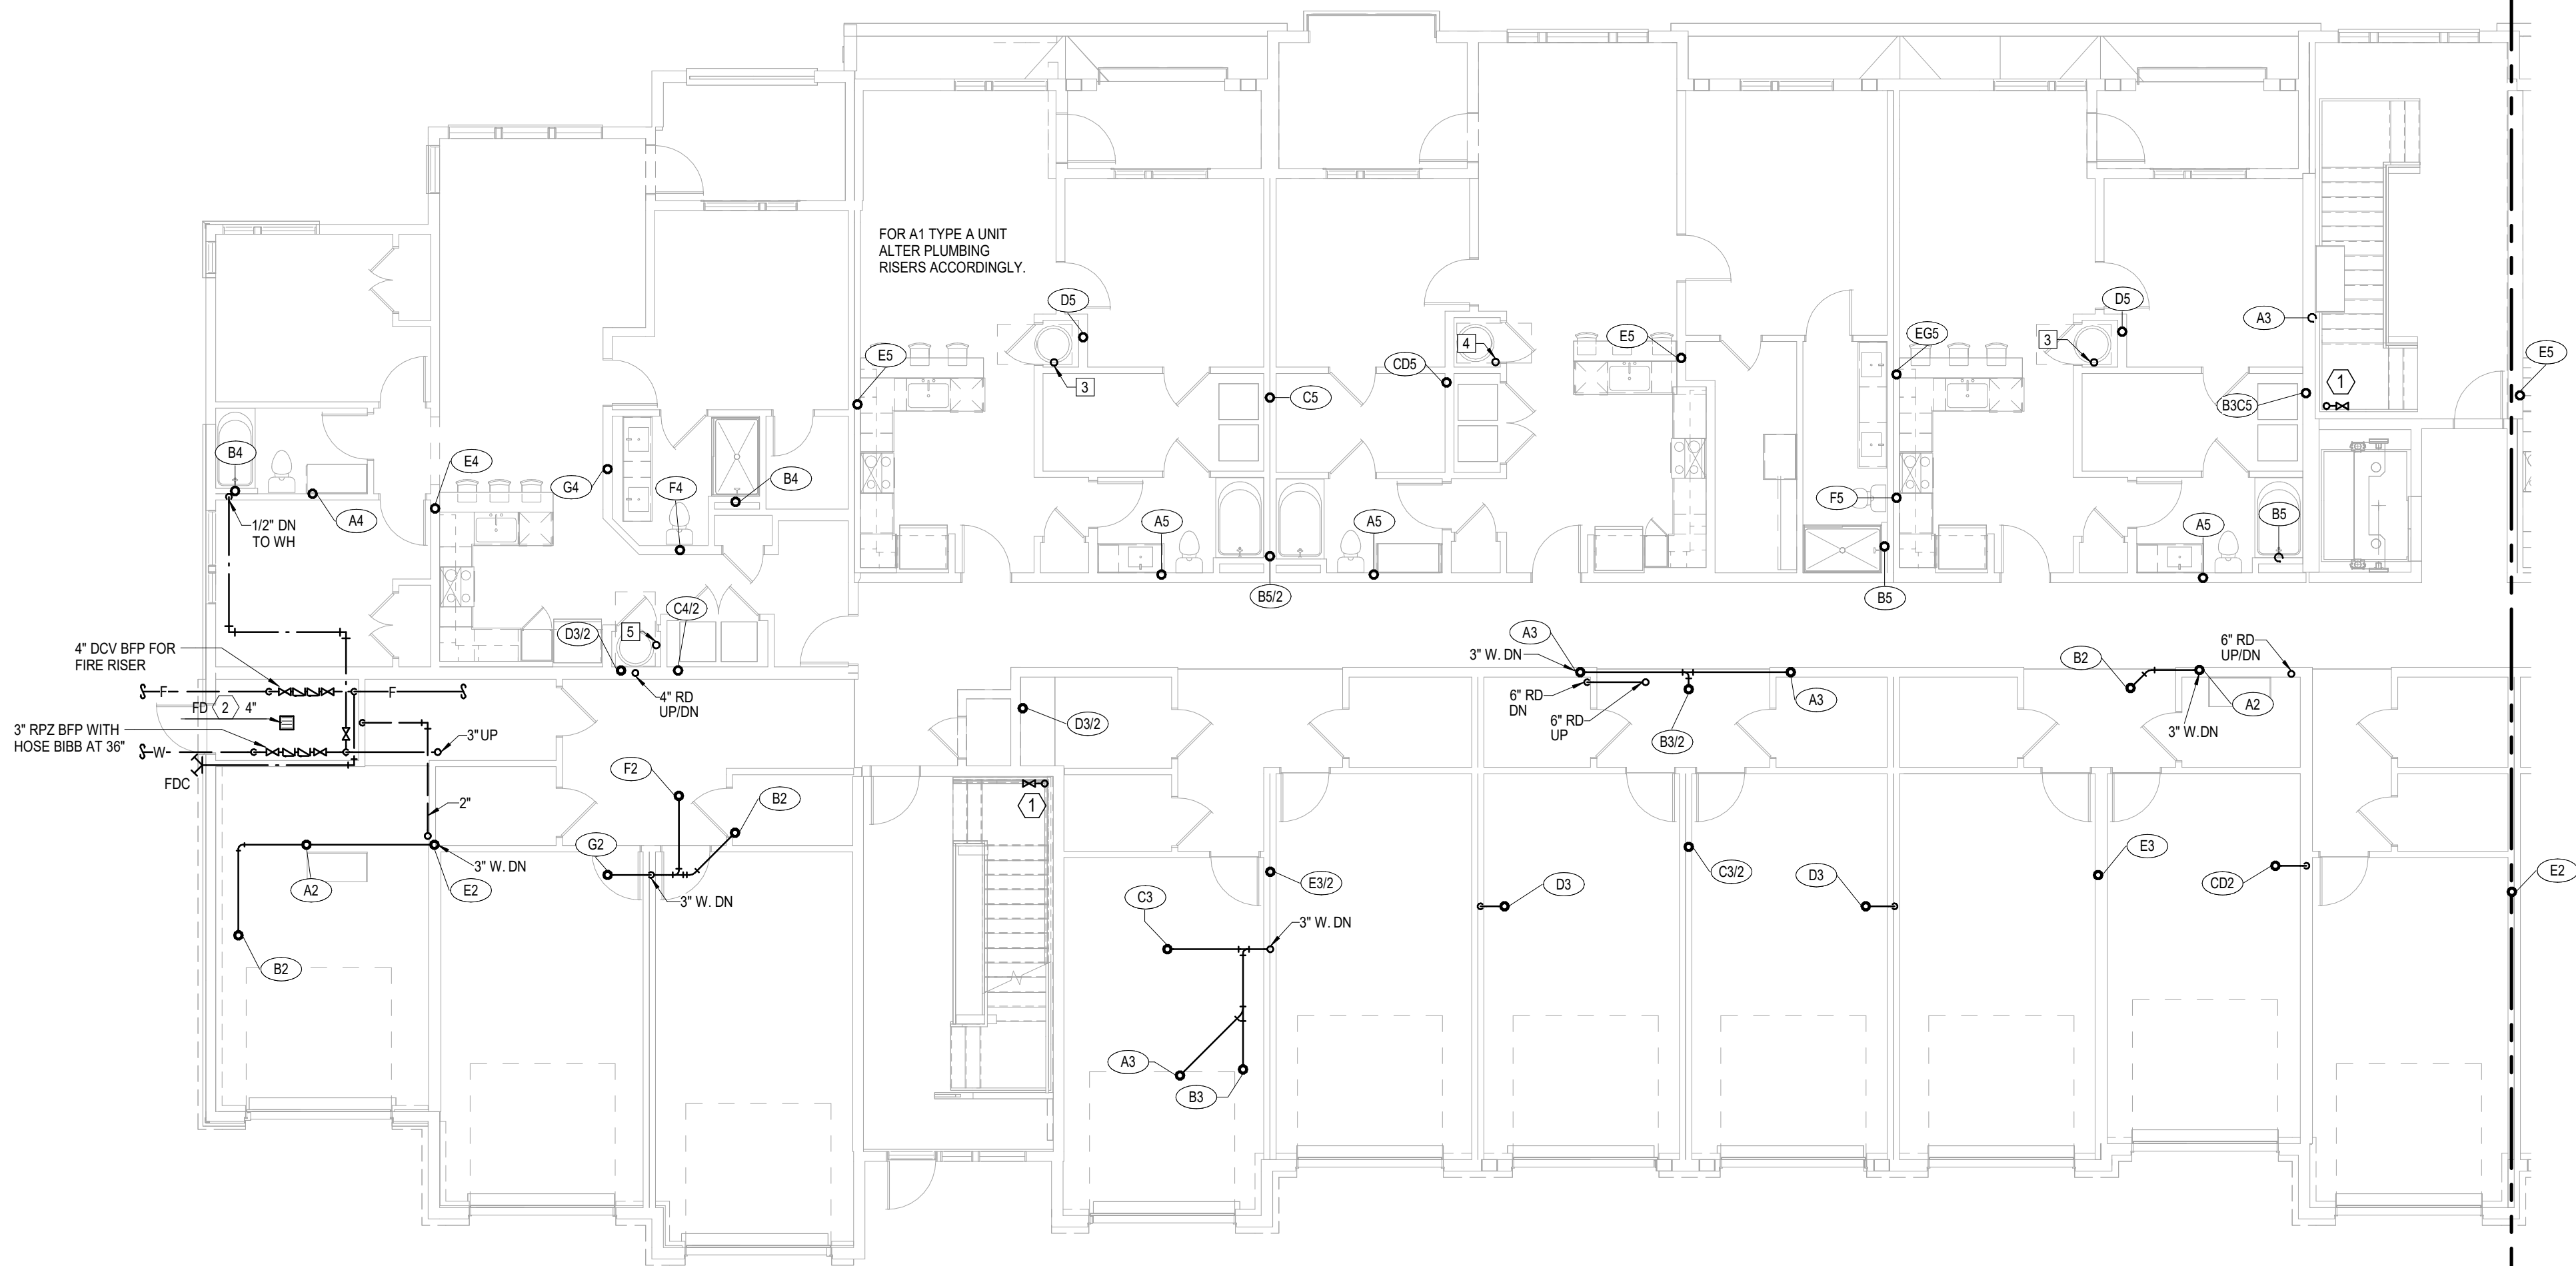 FOR A1 TYPE A UNIT
ALTER PLUMBING
RISERS ACCORDINGLY.
D5
D5
A3
E5
E5
EG5
4
3
E5
CD5
3
C5
B3C5
1
B4
E4
G4
F4
B4
F5
A4
1/2" DN
TO WH
A5
A5
A5
B5
B5/2
B5
C4/2
D3/2
5
4" DCV BFP FOR
FIRE RISER
A3
3" W. DN
6" RD
UP/DN
B2
F
F
4" RD
UP/DN
6" RD
DN
A3
A2
FD
2
4"
D3/2
6" RD
UP
B3/2
3" W.DN
3" RPZ BFP WITH
HOSE BIBB AT 36"
W
3" UP
FDC
F2
2"
B2
1
G2
3" W. DN
E3
A2
E2
3" W. DN
E3/2
D3
C3/2
D3
CD2
E2
C3
3" W. DN
B2
A3
B3